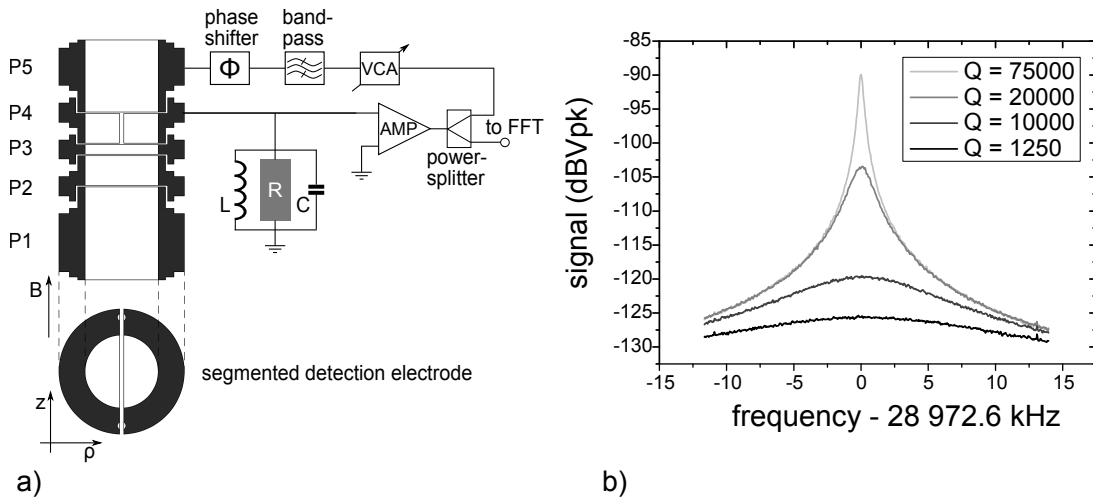 phase
shifter
band-
pass
P5
Φ
VCA
P4
AMP
to FFT
P3
power-
splitter
P2
L
R
C
P1
B
segmented detection electrode
z
ρ
a)
signal (dBVpk)
-85
-90
-95
-100
-105
-110
-115
-120
-125
-130
Q = 75000
Q = 20000
Q = 10000
Q = 1250
-15 -10 -5 0 5 10 15
frequency - 28 972.6 kHz
b)